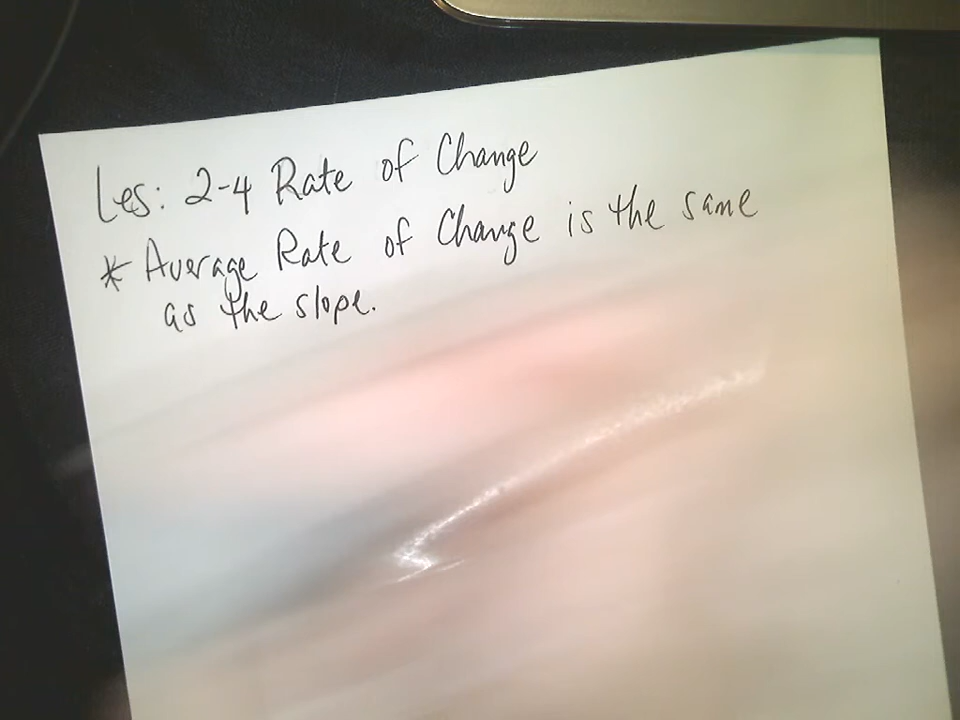 Les: 2-4 Rate of Change
* Average Rate of Change is the same
as the slope.